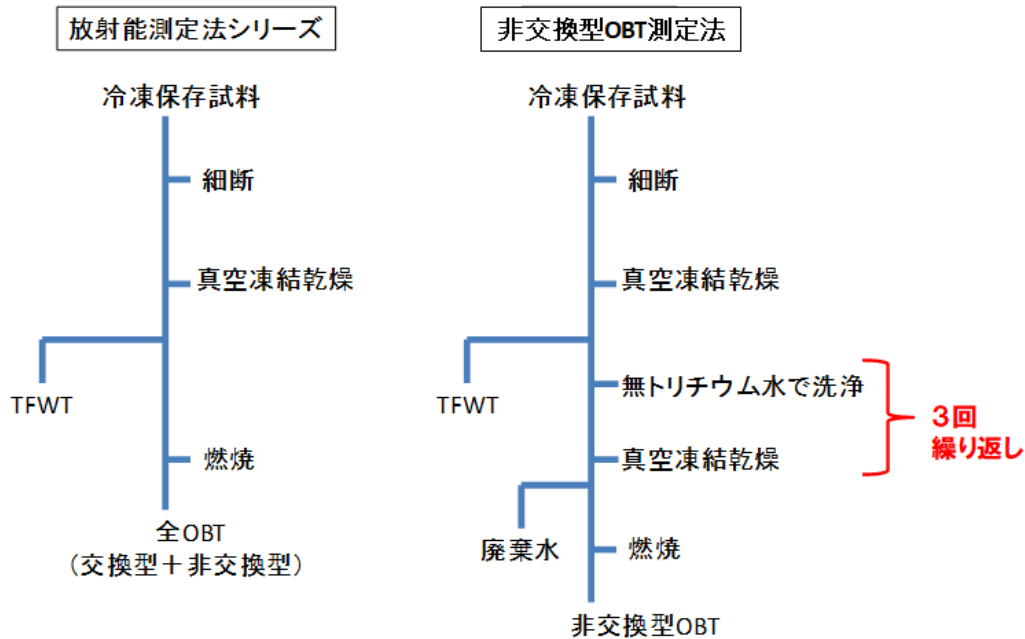 放射能測定法シリーズ
冷凍保存試料
細断
真空凍結乾燥
TFWT
燃焼
全OBT
（交換型＋非交換型）
非交換型OBT測定法
冷凍保存試料
細断
真空凍結乾燥
TFWT
無トリチウム水で洗浄
真空凍結乾燥
３回
繰り返し
廃棄水
燃焼
非交換型OBT